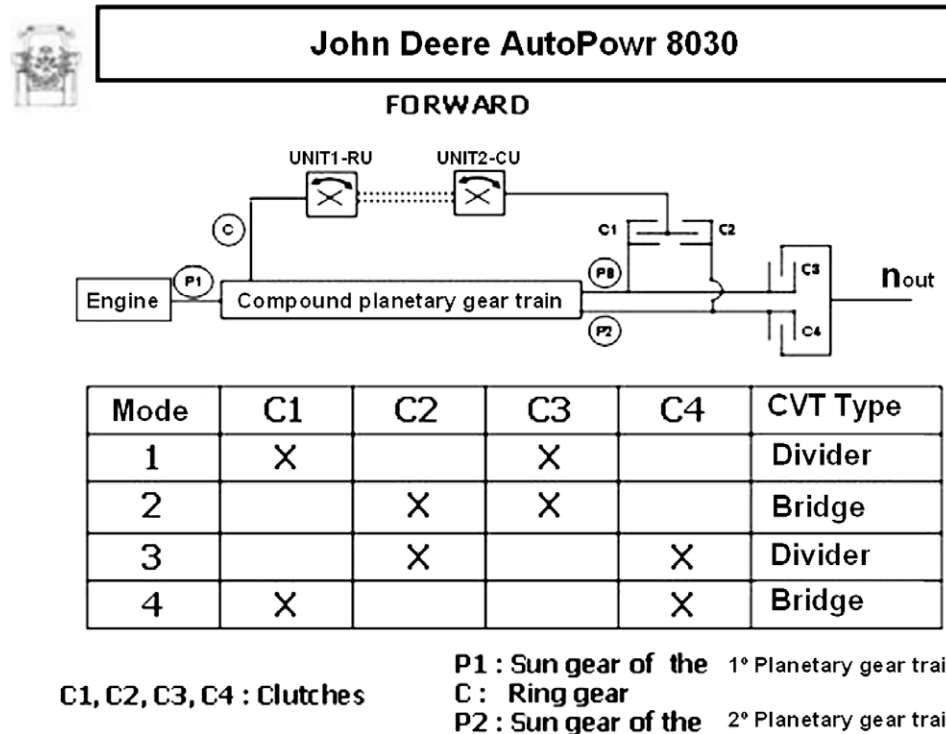 John Deere AutoPowr 8030
FORWARD
UNIT1-RU UNIT2-CU
C C1 C2
P1 PB C3 nout
Engine Compound planetary gear train
P2 C4
Mode C1 C2 C3 C4 CVT Type
1 X X Divider
2 X X Bridge
3 X X Divider
4 X X Bridge
P1 : Sun gear of the 1º Planetary gear trai
C1, C2, C3, C4 : Clutches C : Ring gear
P2 : Sun gear of the 2º Planetary gear trai